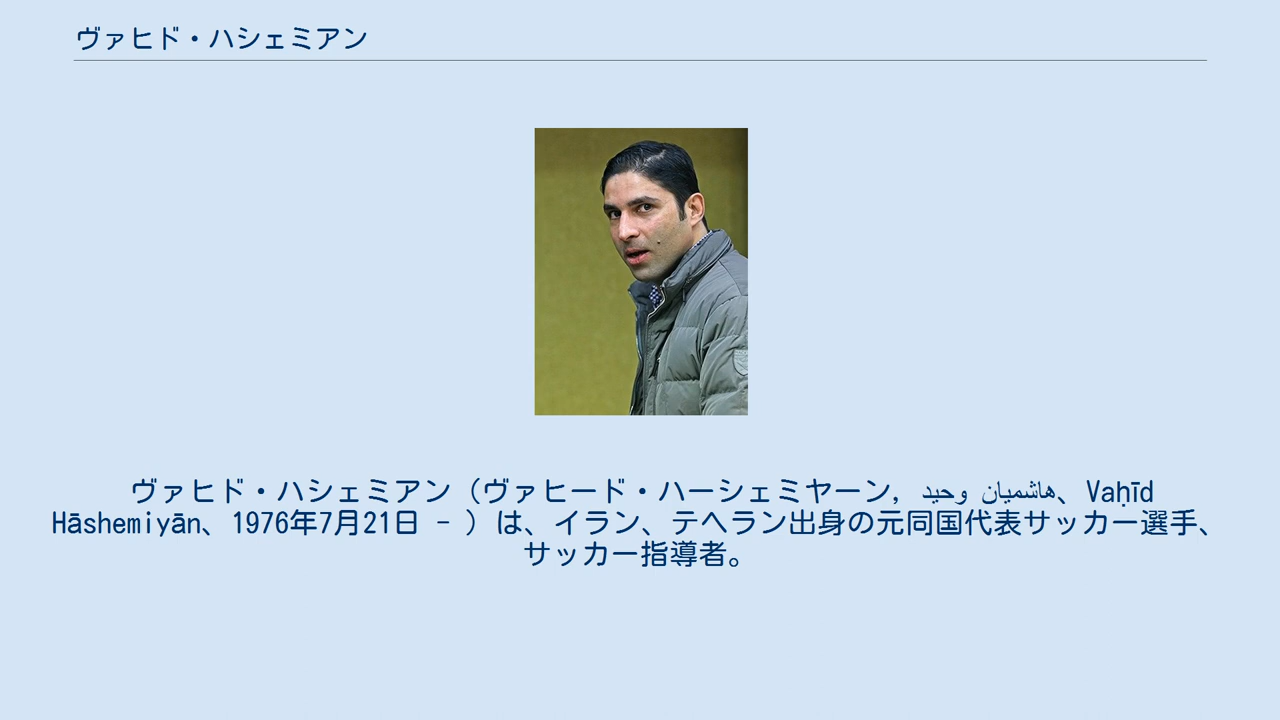 ヴァヒド・ハシェミアン
ヴァヒド・ハシェミアン（ヴァヒード・ハーシェミヤーン, وحید هاشمیان、Vaḥīd
Hāshemiyān、1976年7月21日 - ）は、イラン、テヘラン出身の元同国代表サッカー選手、
サッカー指導者。